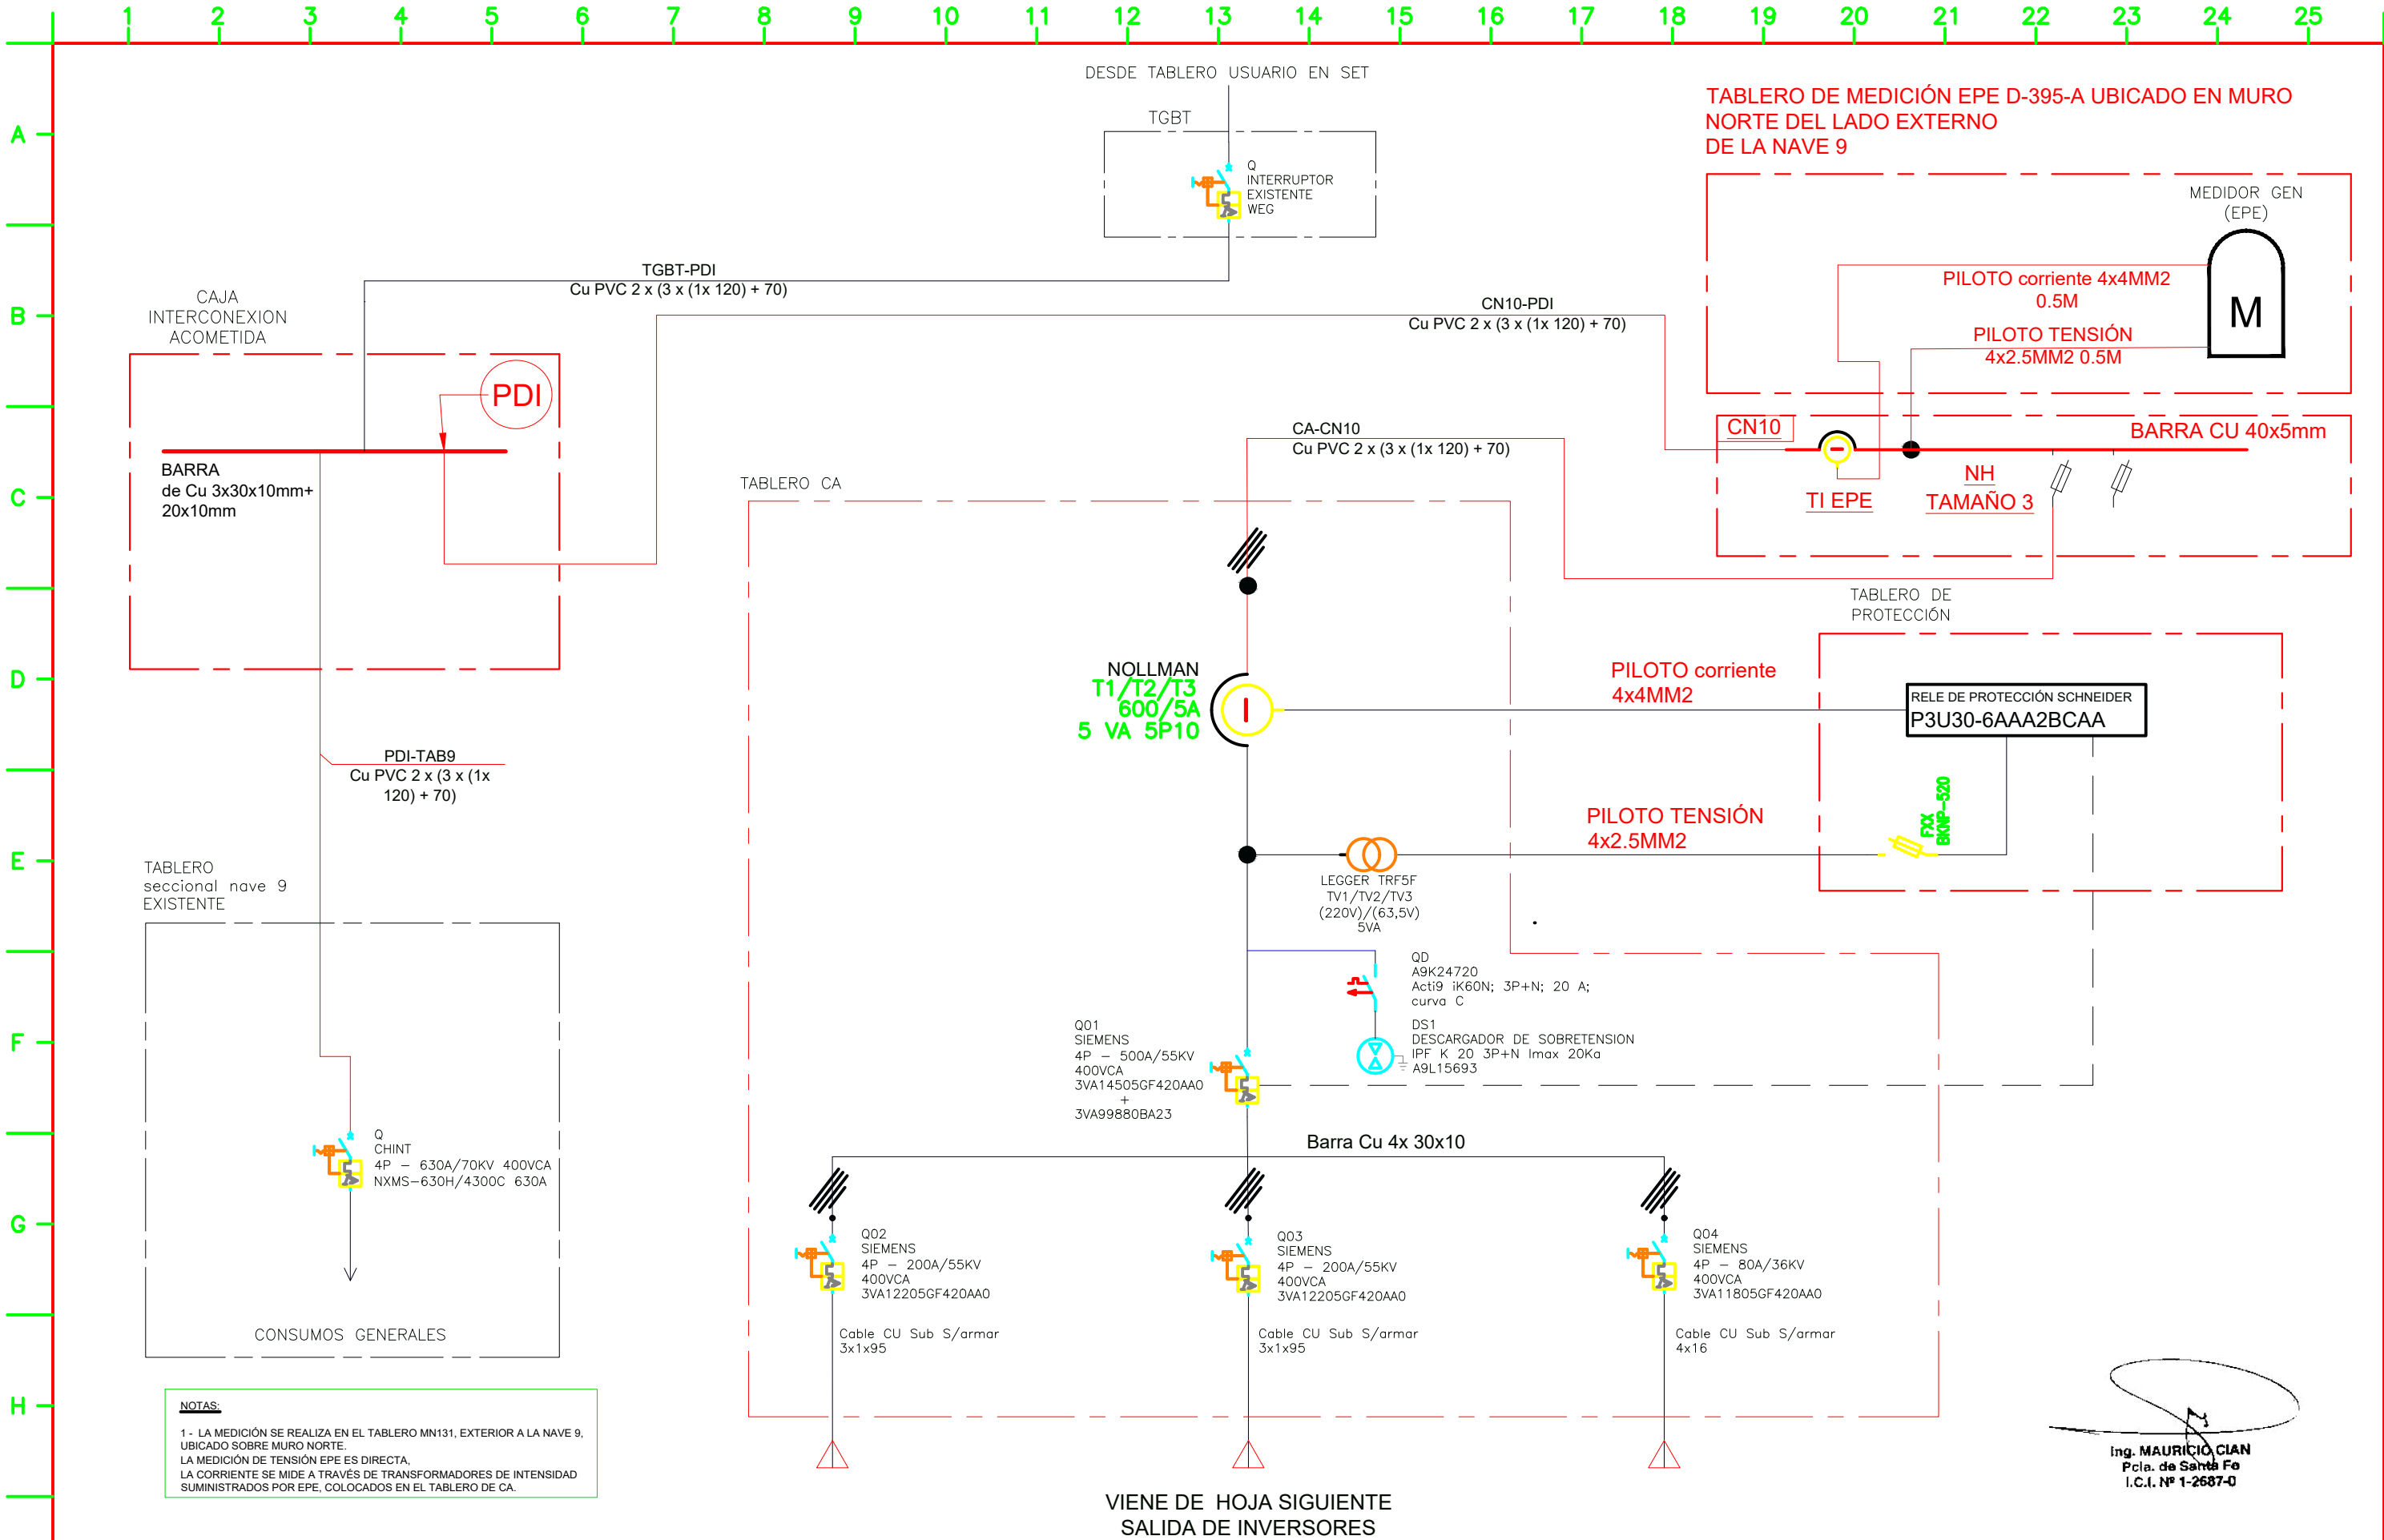 1 2 3 4 5 6 7 8 9 10 11 12 13 14 15 16 17 18 19 20 21 22 23 24 25
A
B
C
D
E
F
G
H
DESDE TABLERO USUARIO EN SET
TGBT
Q
INTERRUPTOR
EXISTENTE
WEG
TABLERO DE MEDICIÓN EPE D-395-A UBICADO EN MURO
NORTE DEL LADO EXTERNO
DE LA NAVE 9
MEDIDOR GEN
(EPE)
M
PILOTO corriente 4x4MM2
0.5M
PILOTO TENSIÓN
4x2.5MM2 0.5M
TGBT-PDI
Cu PVC 2 x (3 x (1x 120) + 70)
CN10-PDI
Cu PVC 2 x (3 x (1x 120) + 70)
CAJA
INTERCONEXION
ACOMETIDA
PDI
BARRA
de Cu 3x30x10mm+
20x10mm
CA-CN10
Cu PVC 2 x (3 x (1x 120) + 70)
CN10
BARRA CU 40x5mm
TI EPE
NH
TAMAÑO 3
TABLERO CA
TABLERO DE
PROTECCIÓN
NOLLMAN
T1/T2/T3
600/5A
5 VA 5P10
PILOTO corriente
4x4MM2
RELE DE PROTECCIÓN SCHNEIDER
P3U30-6AAA2BCAA
PDI-TAB9
Cu PVC 2 x (3 x (1x
120) + 70)
PILOTO TENSIÓN
4x2.5MM2
FXX
BKNP-520
LEGGER TRF5F
TV1/TV2/TV3
(220V)/(63,5V)
5VA
TABLERO
seccional nave 9
EXISTENTE
QD
A9K24720
Acti9 iK60N; 3P+N; 20 A;
curva C
DS1
DESCARGADOR DE SOBRETENSION
IPF K 20 3P+N Imax 20Ka
A9L15693
Q01
SIEMENS
4P - 500A/55KV
400VCA
3VA14505GF420AA0
+
3VA99880BA23
Q
CHINT
4P - 630A/70KV 400VCA
NXMS-630H/4300C 630A
Barra Cu 4x 30x10
Q02
SIEMENS
4P - 200A/55KV
400VCA
3VA12205GF420AA0
Q03
SIEMENS
4P - 200A/55KV
400VCA
3VA12205GF420AA0
Q04
SIEMENS
4P - 80A/36KV
400VCA
3VA11805GF420AA0
CONSUMOS GENERALES
Cable CU Sub S/armar
3x1x95
Cable CU Sub S/armar
3x1x95
Cable CU Sub S/armar
4x16
NOTAS:
1 - LA MEDICIÓN SE REALIZA EN EL TABLERO MN131, EXTERIOR A LA NAVE 9,
UBICADO SOBRE MURO NORTE.
LA MEDICIÓN DE TENSIÓN EPE ES DIRECTA,
LA CORRIENTE SE MIDE A TRAVÉS DE TRANSFORMADORES DE INTENSIDAD
SUMINISTRADOS POR EPE, COLOCADOS EN EL TABLERO DE CA.
Ing. MAURICIO CIAN
Pcia. de Santa Fe
I.C.I. Nº 1-2687-0
VIENE DE HOJA SIGUIENTE
SALIDA DE INVERSORES